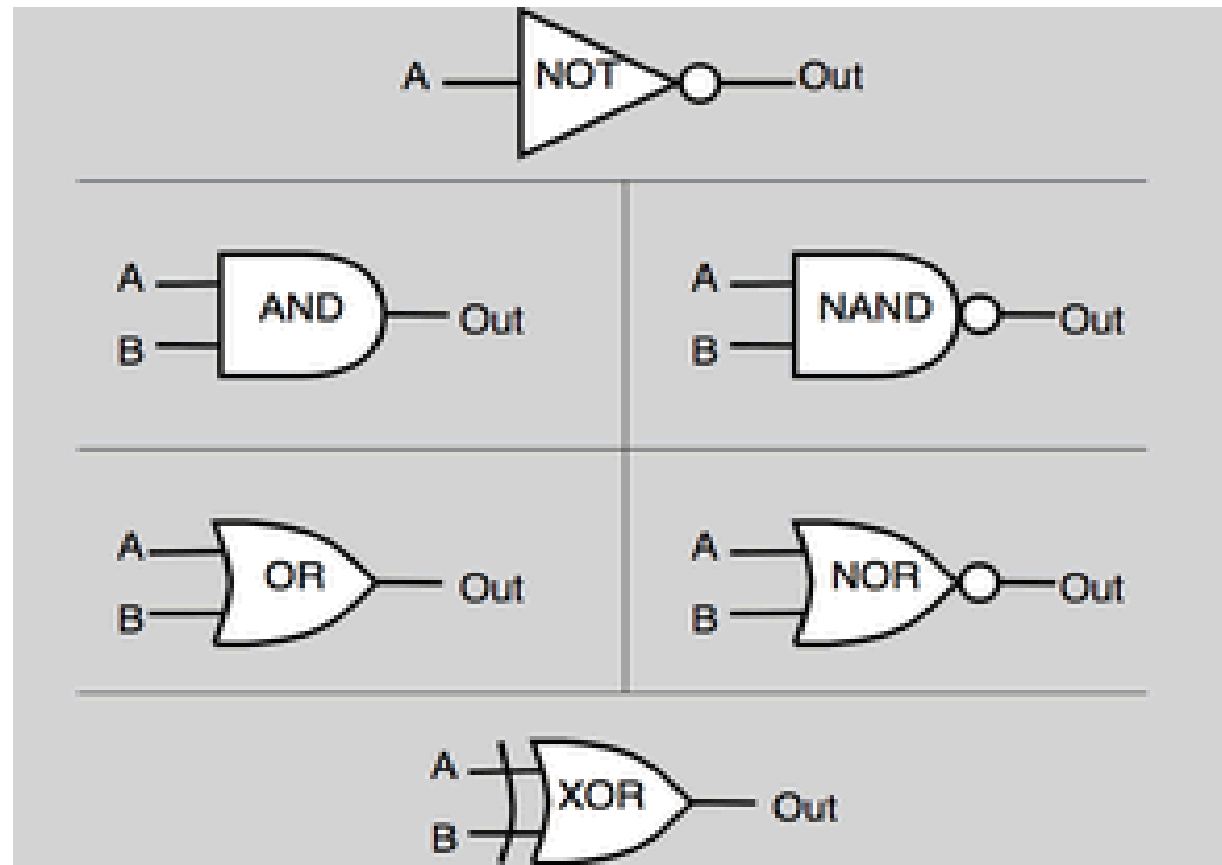 A NOT Out
A AND Out
B
A NAND Out
B
A OR Out
B
A NOR Out
B
A XOR Out
B